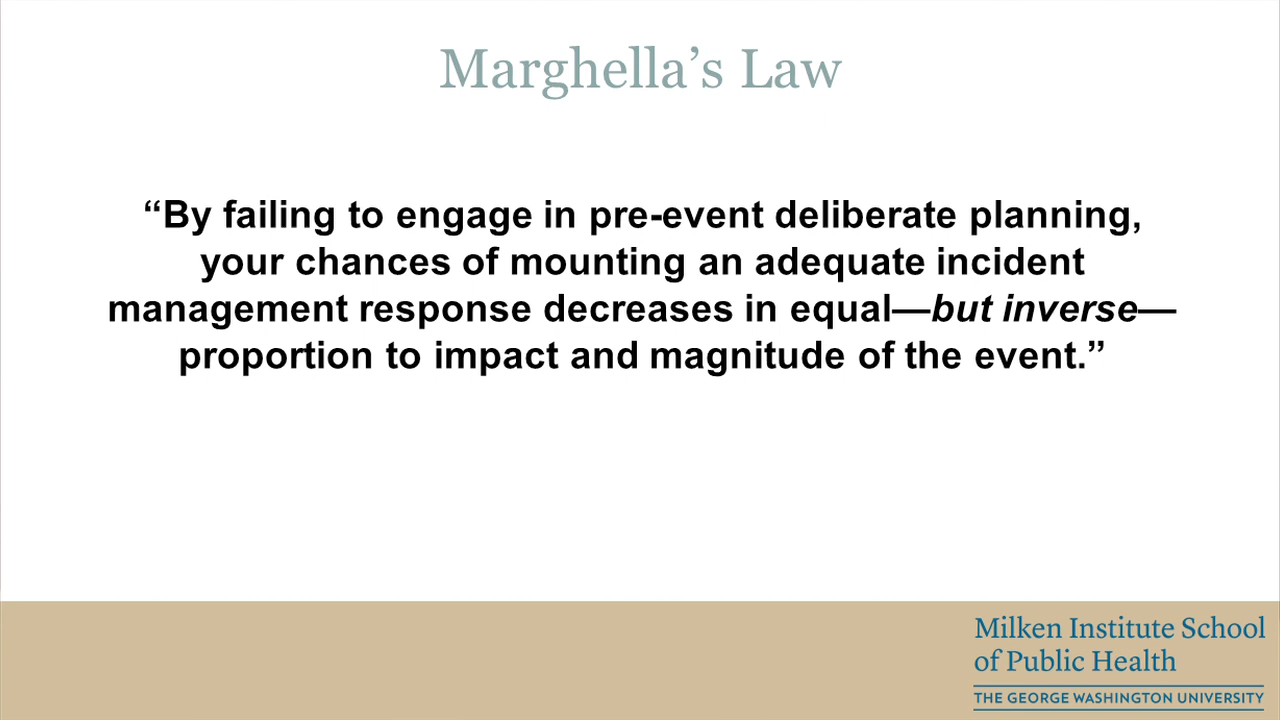 Marghella’s Law
“By failing to engage in pre-event deliberate planning,
your chances of mounting an adequate incident
management response decreases in equal—but inverse—
proportion to impact and magnitude of the event.”
Milken Institute School
of Public Health
THE GEORGE WASHINGTON UNIVERSITY